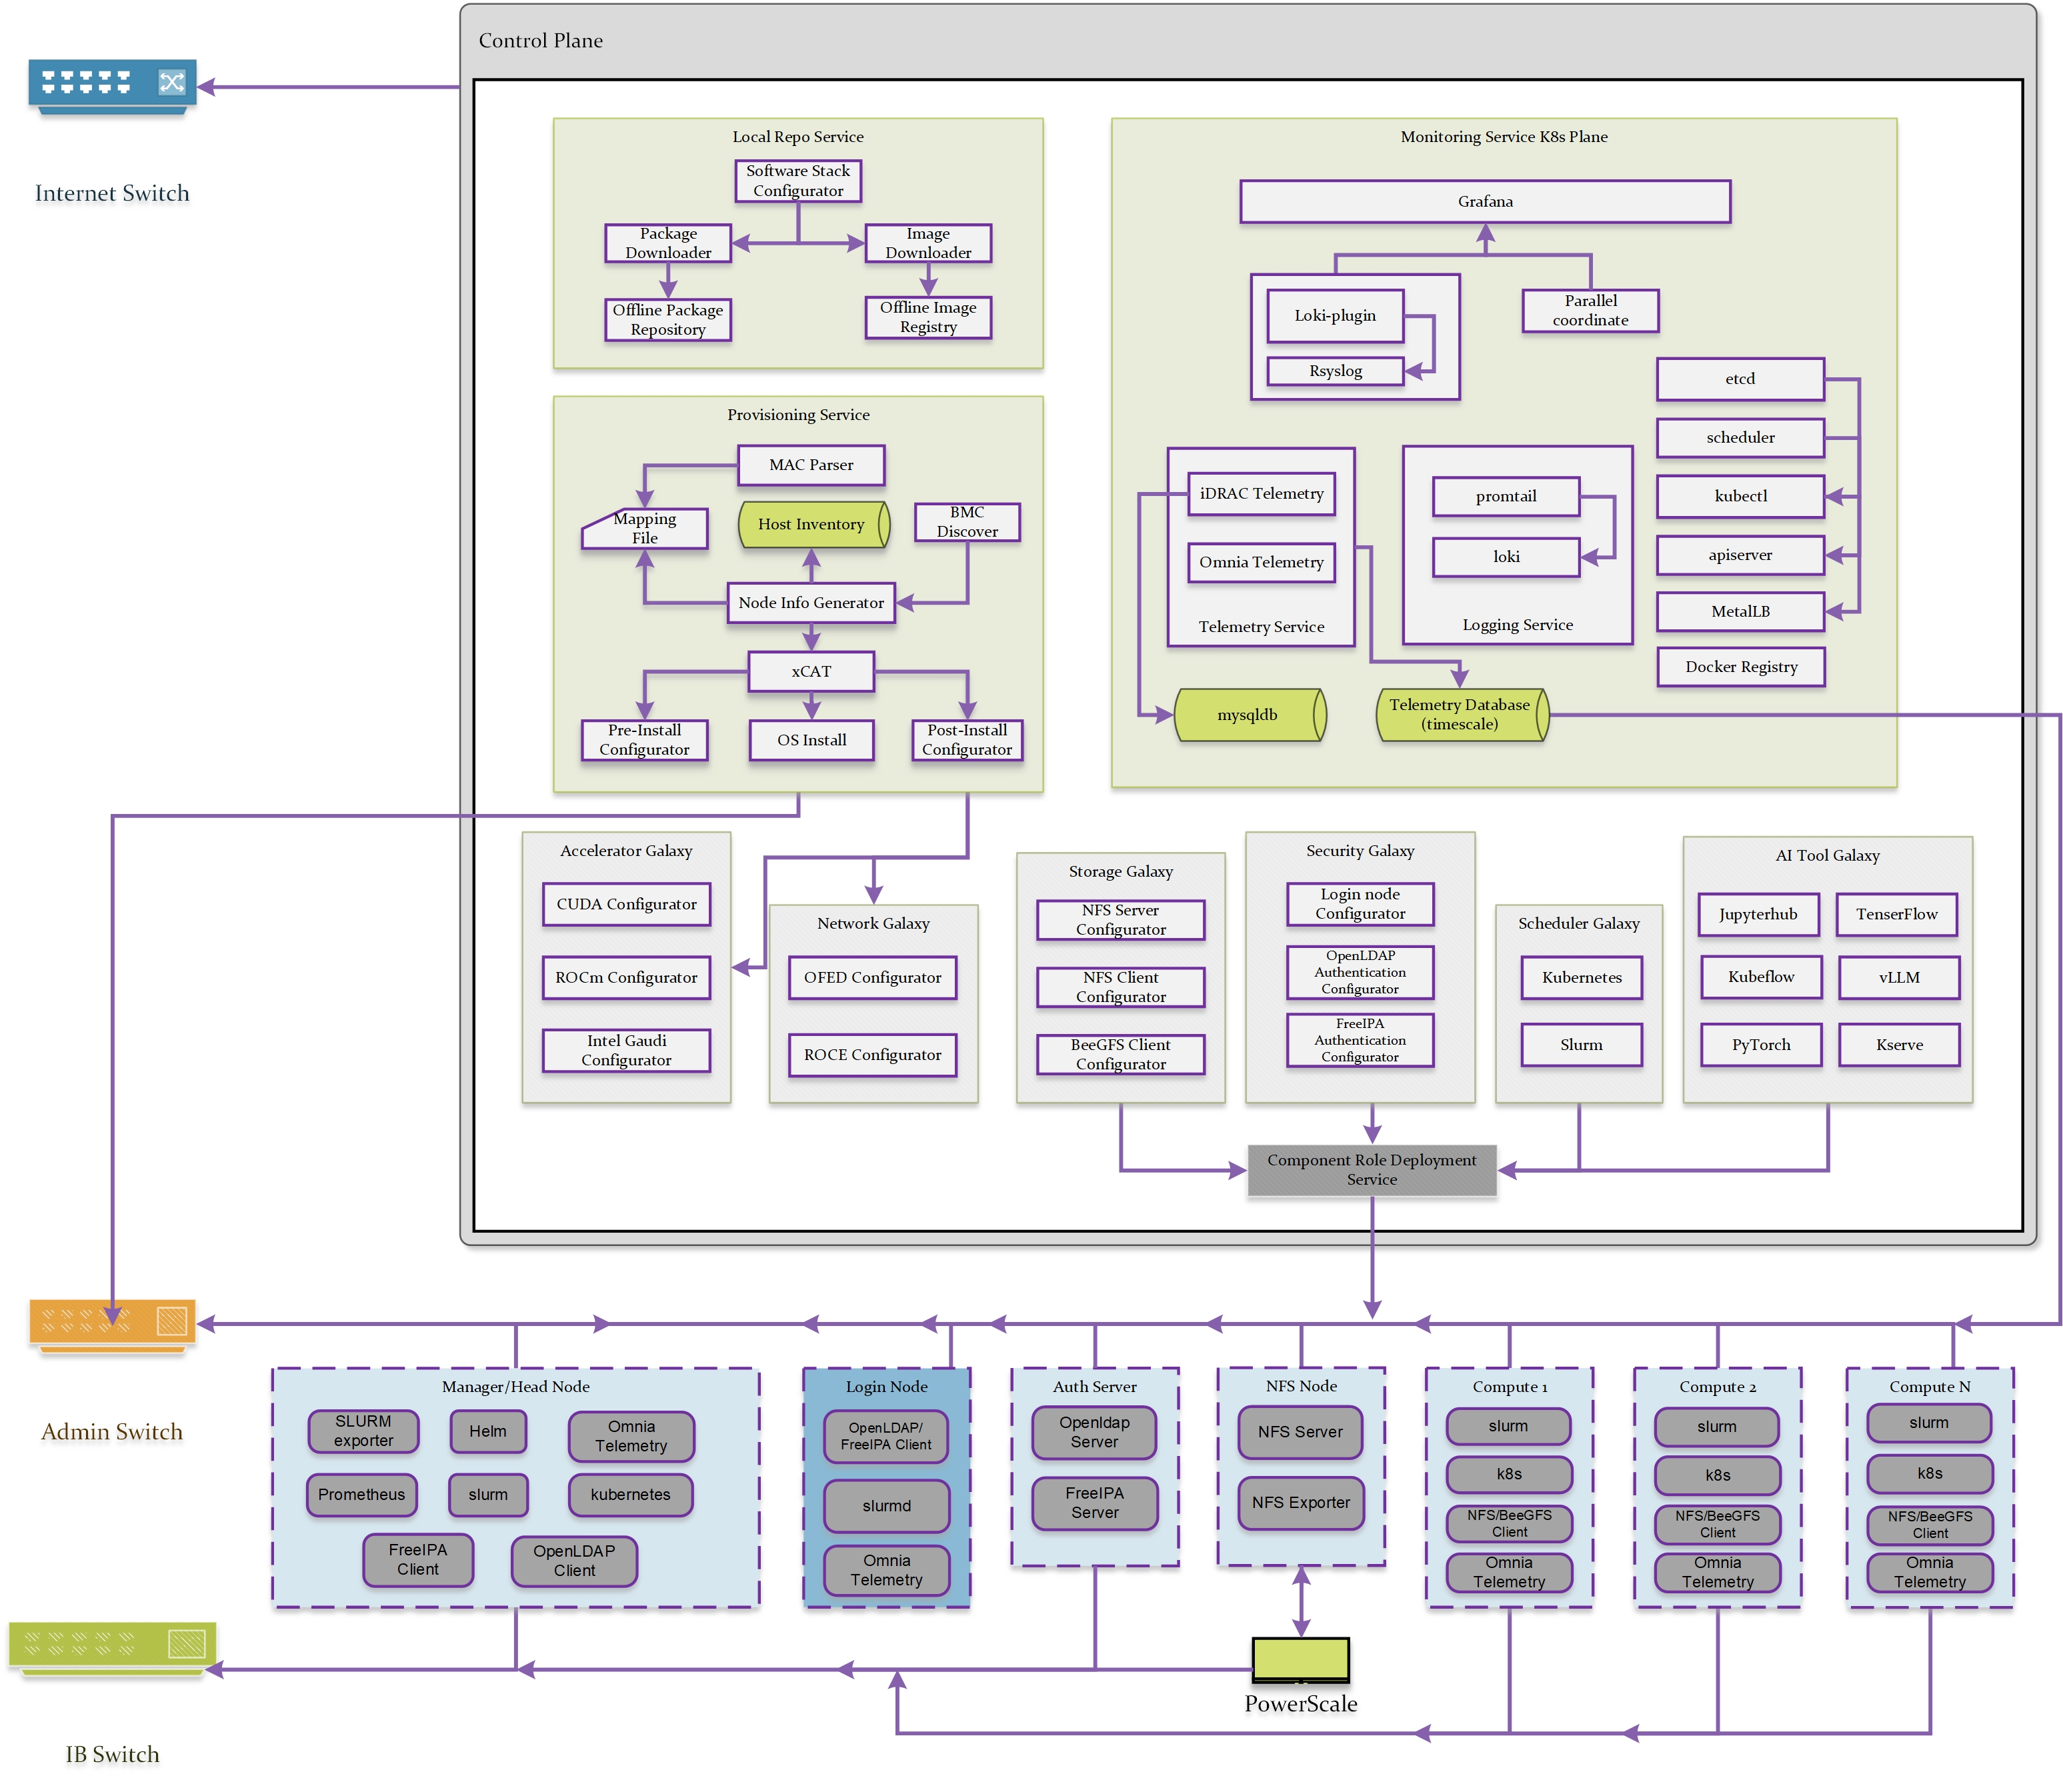 Control Plane
Internet Switch
Local Repo Service
Software Stack
Configurator
Package
Downloader
Image
Downloader
Offline Package
Repository
Offline Image
Registry
Monitoring Service K8s Plane
Grafana
Loki-plugin
Rsyslog
Parallel
coordinate
etcd
scheduler
kubectl
apiserver
MetalLB
Docker Registry
iDRAC Telemetry
Omnia Telemetry
Telemetry Service
promtail
loki
Logging Service
mysqldb
Telemetry Database
(timescale)
Provisioning Service
MAC Parser
Mapping
File
Host Inventory
BMC
Discover
Node Info Generator
xCAT
Pre-Install
Configurator
OS Install
Post-Install
Configurator
Accelerator Galaxy
CUDA Configurator
ROCm Configurator
Intel Gaudi
Configurator
Network Galaxy
OFED Configurator
ROCE Configurator
Storage Galaxy
NFS Server
Configurator
NFS Client
Configurator
BeeGFS Client
Configurator
Security Galaxy
Login node
Configurator
OpenLDAP
Authentication
Configurator
FreeIPA
Authentication
Configurator
Scheduler Galaxy
Kubernetes
Slurm
AI Tool Galaxy
Jupyterhub
TenserFlow
Kubeflow
vLLM
PyTorch
Kserve
Component Role Deployment
Service
Admin Switch
Manager/Head Node
SLURM
exporter
Helm
Omnia
Telemetry
Prometheus
slurm
kubernetes
FreeIPA
Client
OpenLDAP
Client
Login Node
OpenLDAP/
FreeIPA Client
slurmd
Omnia
Telemetry
Auth Server
Openldap
Server
FreeIPA
Server
NFS Node
NFS Server
NFS Exporter
Compute 1
slurm
k8s
NFS/BeeGFS
Client
Omnia
Telemetry
Compute 2
slurm
k8s
NFS/BeeGFS
Client
Omnia
Telemetry
Compute N
slurm
k8s
NFS/BeeGFS
Client
Omnia
Telemetry
PowerScale
IB Switch